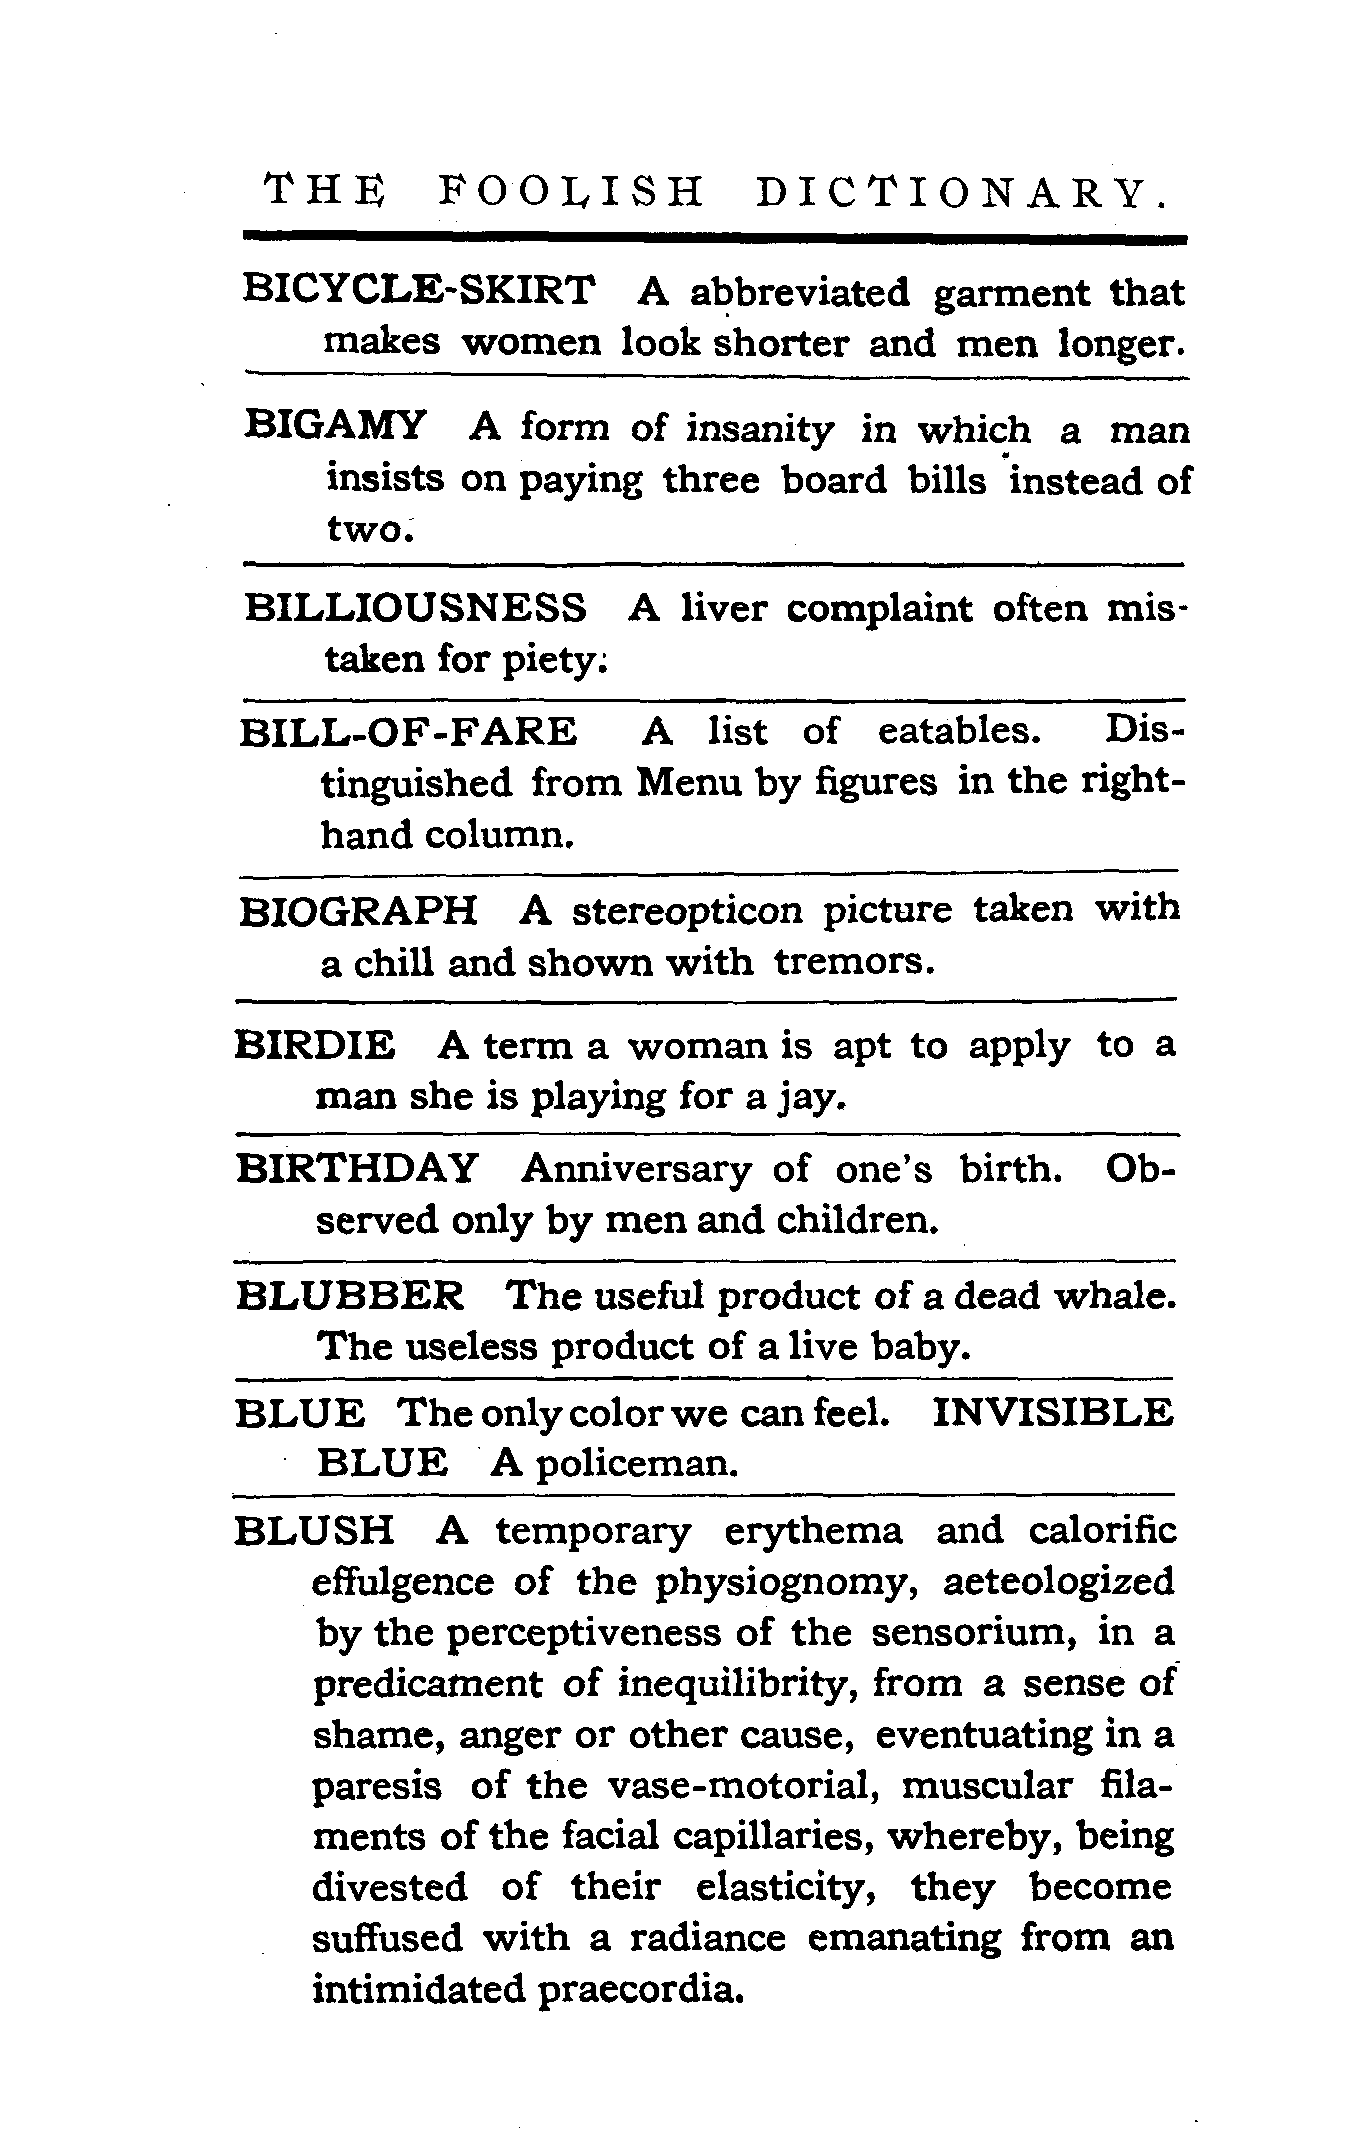 THE FOOLISH DICTIONARY.
BICYCLE-SKIRT A abbreviated garment that
makes women look shorter and men longer.
BIGAMY A form of insanity in which a man
insists on paying three board bills instead of
two.
BILLIOUSNESS A liver complaint often mis-
taken for piety.
BILL-OF-FARE A list of eatables. Dis-
tinguished from Menu by figures in the right-
hand column.
BIOGRAPH A stereopticon picture taken with
a chill and shown with tremors.
BIRDIE A term a woman is apt to apply to a
man she is playing for a jay.
BIRTHDAY Anniversary of one's birth. Ob-
served only by men and children.
BLUBBER The useful product of a dead whale.
The useless product of a live baby.
BLUE The only color we can feel. INVISIBLE
BLUE A policeman.
BLUSH A temporary erythema and calorific
effulgence of the physiognomy, aeteologized
by the perceptiveness of the sensorium, in a
predicament of inequilibrity, from a sense of
shame, anger or other cause, eventuating in a
paresis of the vase-motorial, muscular fila-
ments of the facial capillaries, whereby, being
divested of their elasticity, they become
suffused with a radiance emanating from an
intimidated praecordia.